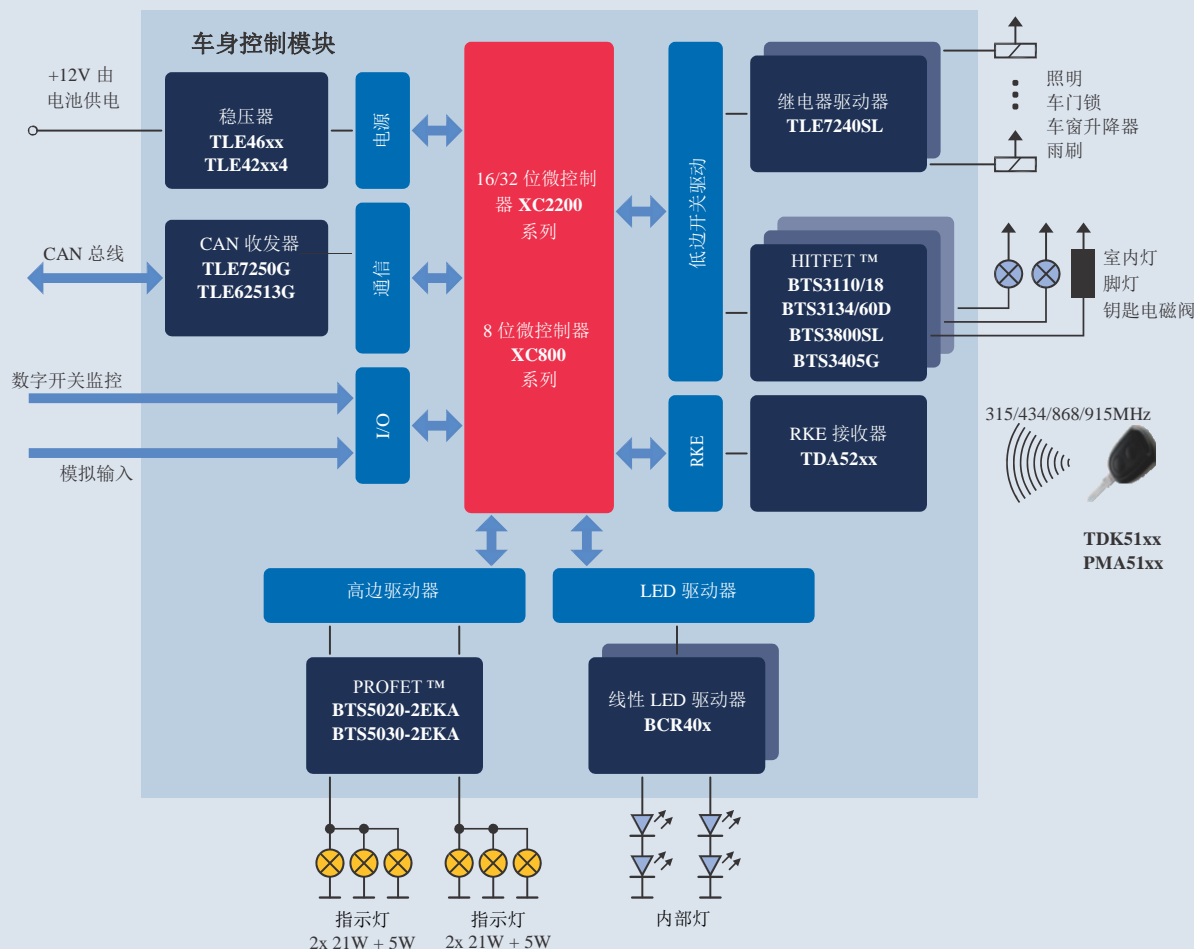 车身控制模块
+12V 由
电池供电
稳压器
TLE46xx
TLE42xx4
电源
CAN 总线
CAN 收发器
TLE7250G
TLE62513G
通信
数字开关监控
模拟输入
I/O
16/32 位微控制
器 XC2200
系列
8 位微控制器
XC800
系列
低边开关驱动
继电器驱动器
TLE7240SL
照明
车门锁
车窗升降器
雨刷
HITFET ™
BTS3110/18
BTS3134/60D
BTS3800SL
BTS3405G
室内灯
脚灯
钥匙电磁阀
RKE
RKE 接收器
TDA52xx
315/434/868/915MHz
TDK51xx
PMA51xx
高边驱动器
LED 驱动器
PROFET ™
BTS5020-2EKA
BTS5030-2EKA
线性 LED 驱动器
BCR40x
指示灯
2x 21W + 5W
指示灯
2x 21W + 5W
内部灯